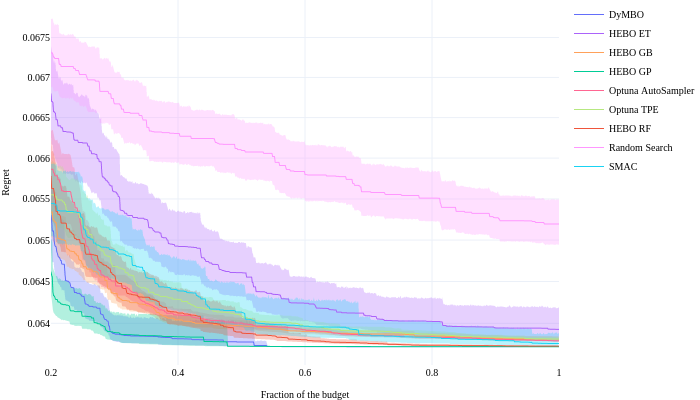 0.0675
0.067
0.0665
0.066
0.0655
0.065
0.0645
0.064
Regret
0.2
0.4
0.6
0.8
1
Fraction of the budget
DyMBO
HEBO ET
HEBO GB
HEBO GP
Optuna AutoSampler
Optuna TPE
HEBO RF
Random Search
SMAC